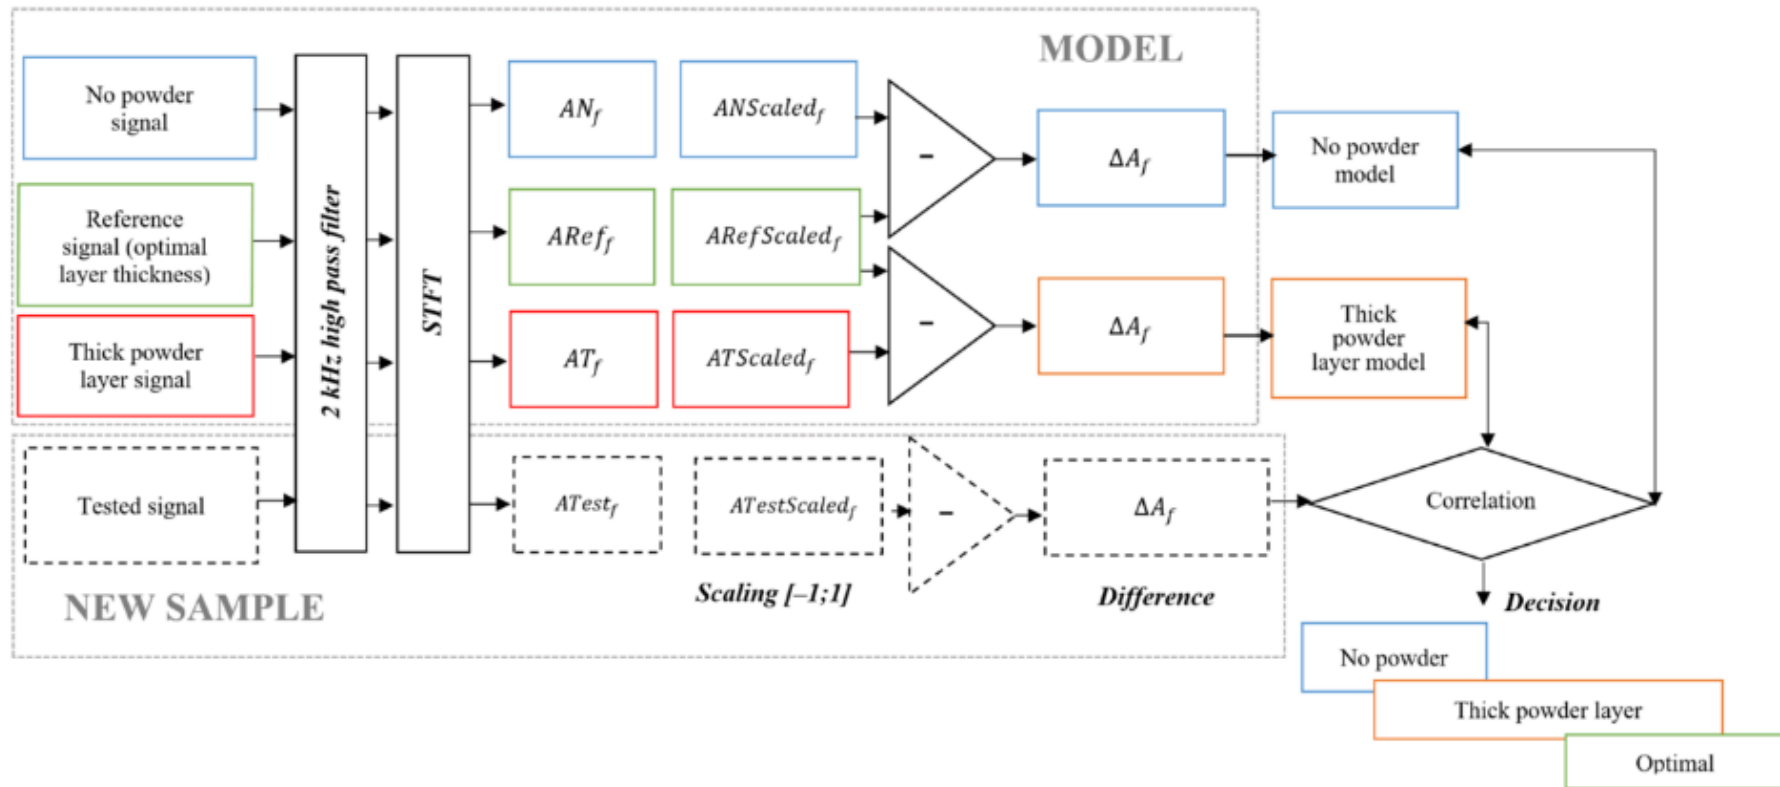 MODEL
No powder
signal
2 kHz high pass filter
STFT
AN_f
ANScaled_f
−
ΔA_f
No powder
model
Reference
signal (optimal
layer thickness)
ARef_f
ARefScaled_f
Thick powder
layer signal
AT_f
ATScaled_f
−
ΔA_f
Thick
powder
layer model
Tested signal
ATest_f
ATestScaled_f
−
ΔA_f
Correlation
Scaling [–1;1]
Difference
NEW SAMPLE
Decision
No powder
Thick powder layer
Optimal